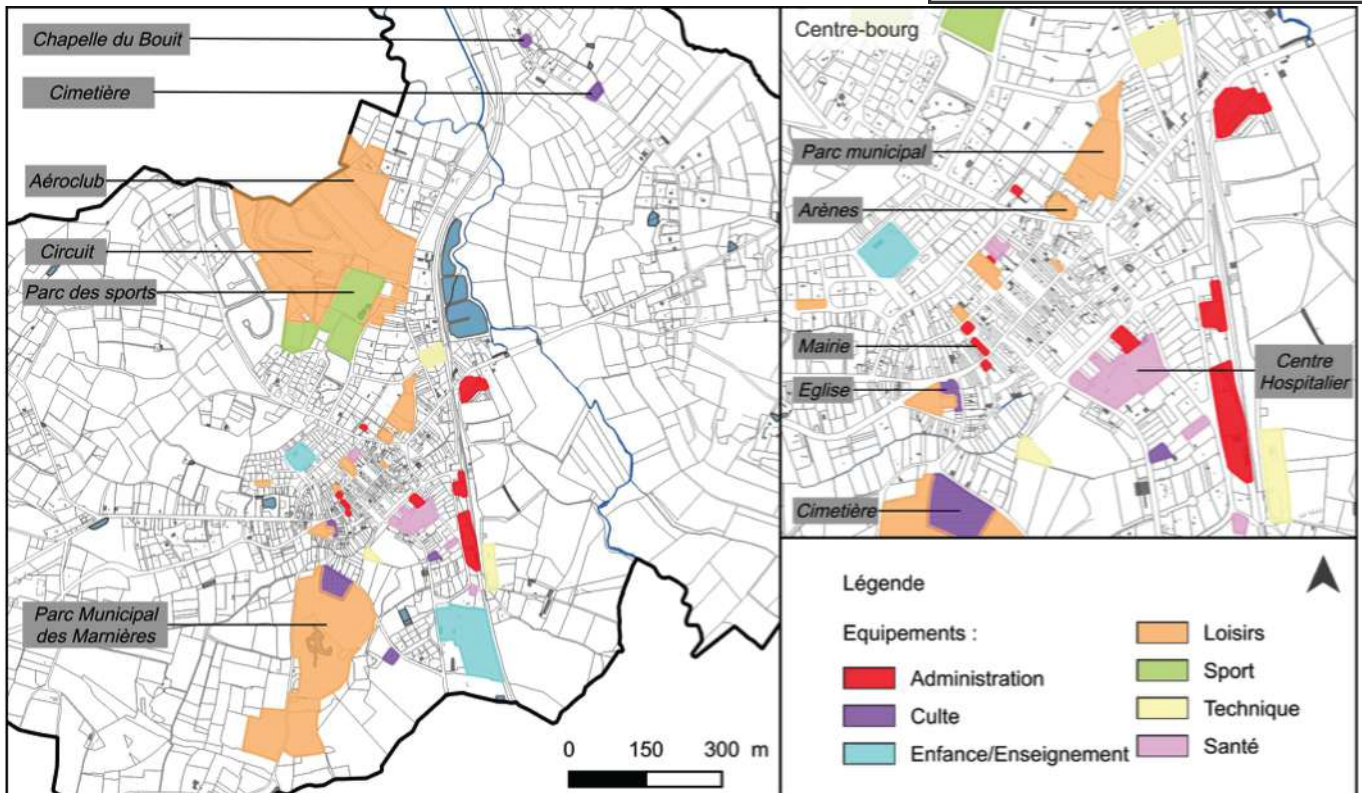 Chapelle du Bouit
Cimetière
Aéroclub
Circuit
Parc des sports
Parc Municipal
des Marnières
0 150 300 m
Centre-bourg
Parc municipal
Arènes
Mairie
Eglise
Centre
Hospitalier
Cimetière
Légende
Equipements :
Administration
Culte
Enfance/Enseignement
Loisirs
Sport
Technique
Santé